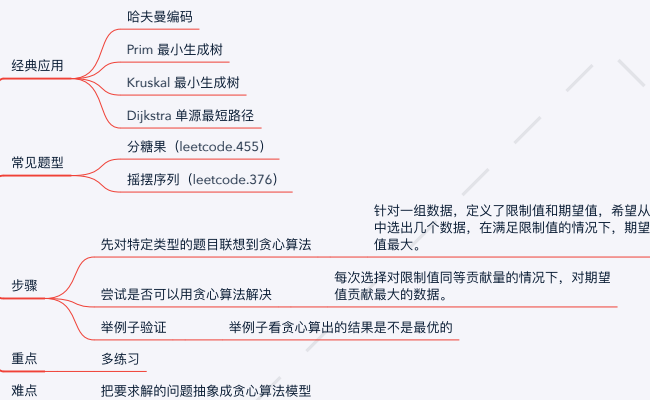 经典应用
哈夫曼编码
Prim 最小生成树
Kruskal 最小生成树
Dijkstra 单源最短路径
常见题型
分糖果（leetcode.455）
摇摆序列（leetcode.376）
步骤
先对特定类型的题目联想到贪心算法
针对一组数据，定义了限制值和期望值，希望从
中选出几个数据，在满足限制值的情况下，期望
值最大。
尝试是否可以用贪心算法解决
每次选择对限制值同等贡献量的情况下，对期望
值贡献最大的数据。
举例子验证
举例子看贪心算出的结果是不是最优的
重点
多练习
难点
把要求解的问题抽象成贪心算法模型